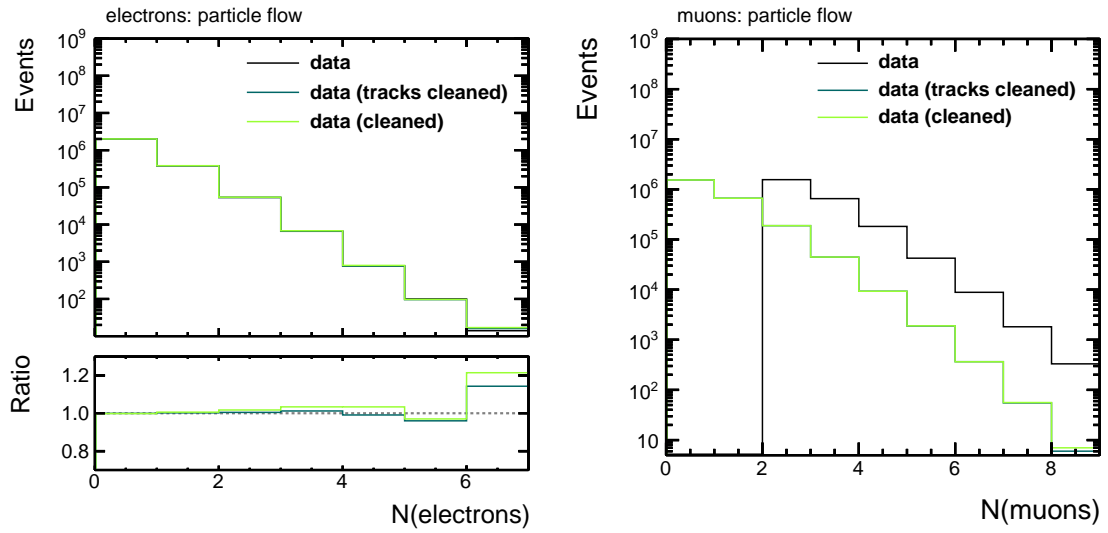 electrons: particle flow
Events
10^9
10^8
10^7
10^6
10^5
10^4
10^3
10^2
data
data (tracks cleaned)
data (cleaned)
Ratio
1.2
1.0
0.8
0 2 4 6
N(electrons)
muons: particle flow
Events
10^9
10^8
10^7
10^6
10^5
10^4
10^3
10^2
10
data
data (tracks cleaned)
data (cleaned)
0 2 4 6 8
N(muons)